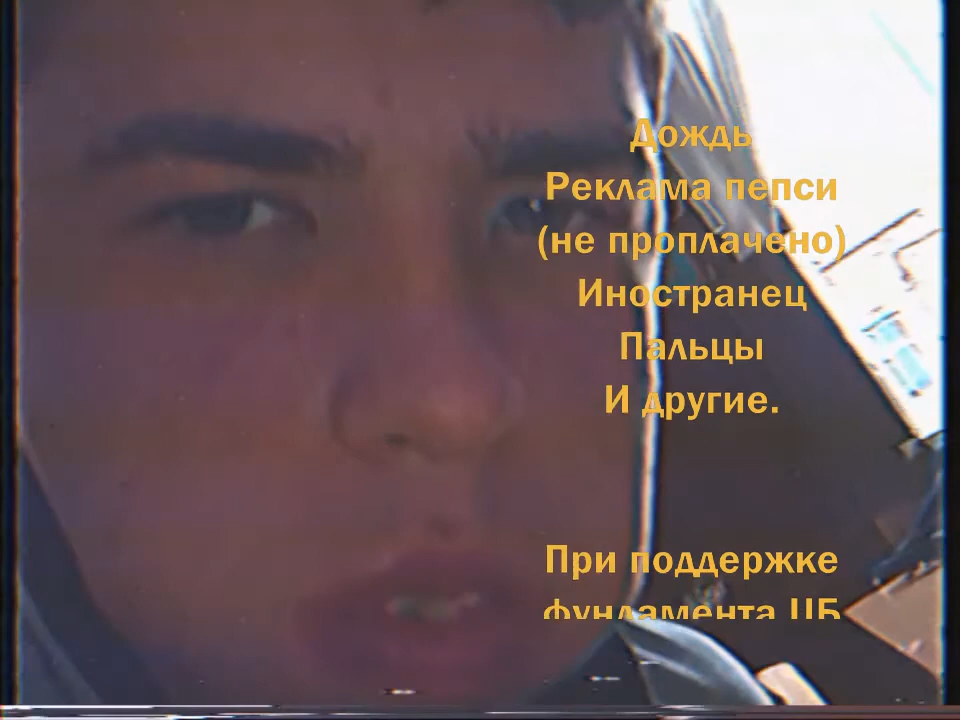 Дождь
Реклама пепси
(не проплачено)
Иностранец
Пальцы
И другие.
При поддержке
фундамента ЦБ